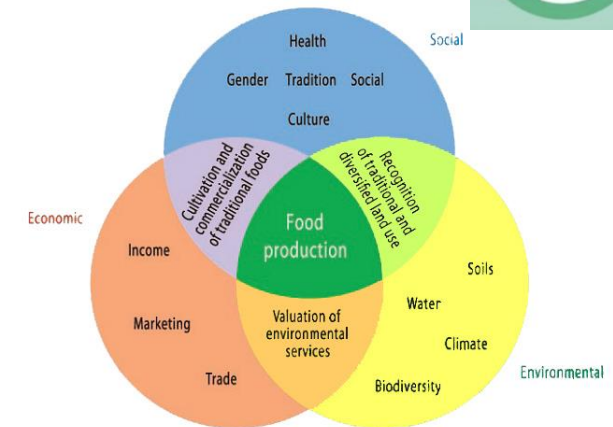 Health
Social
Gender Tradition Social
Culture
Cultivation and
commercialization
of traditional foods
Recognition
of traditional and
diversified land use
Economic
Food
production
Income
Soils
Water
Valuation of
environmental
services
Marketing
Climate
Trade
Biodiversity
Environmental